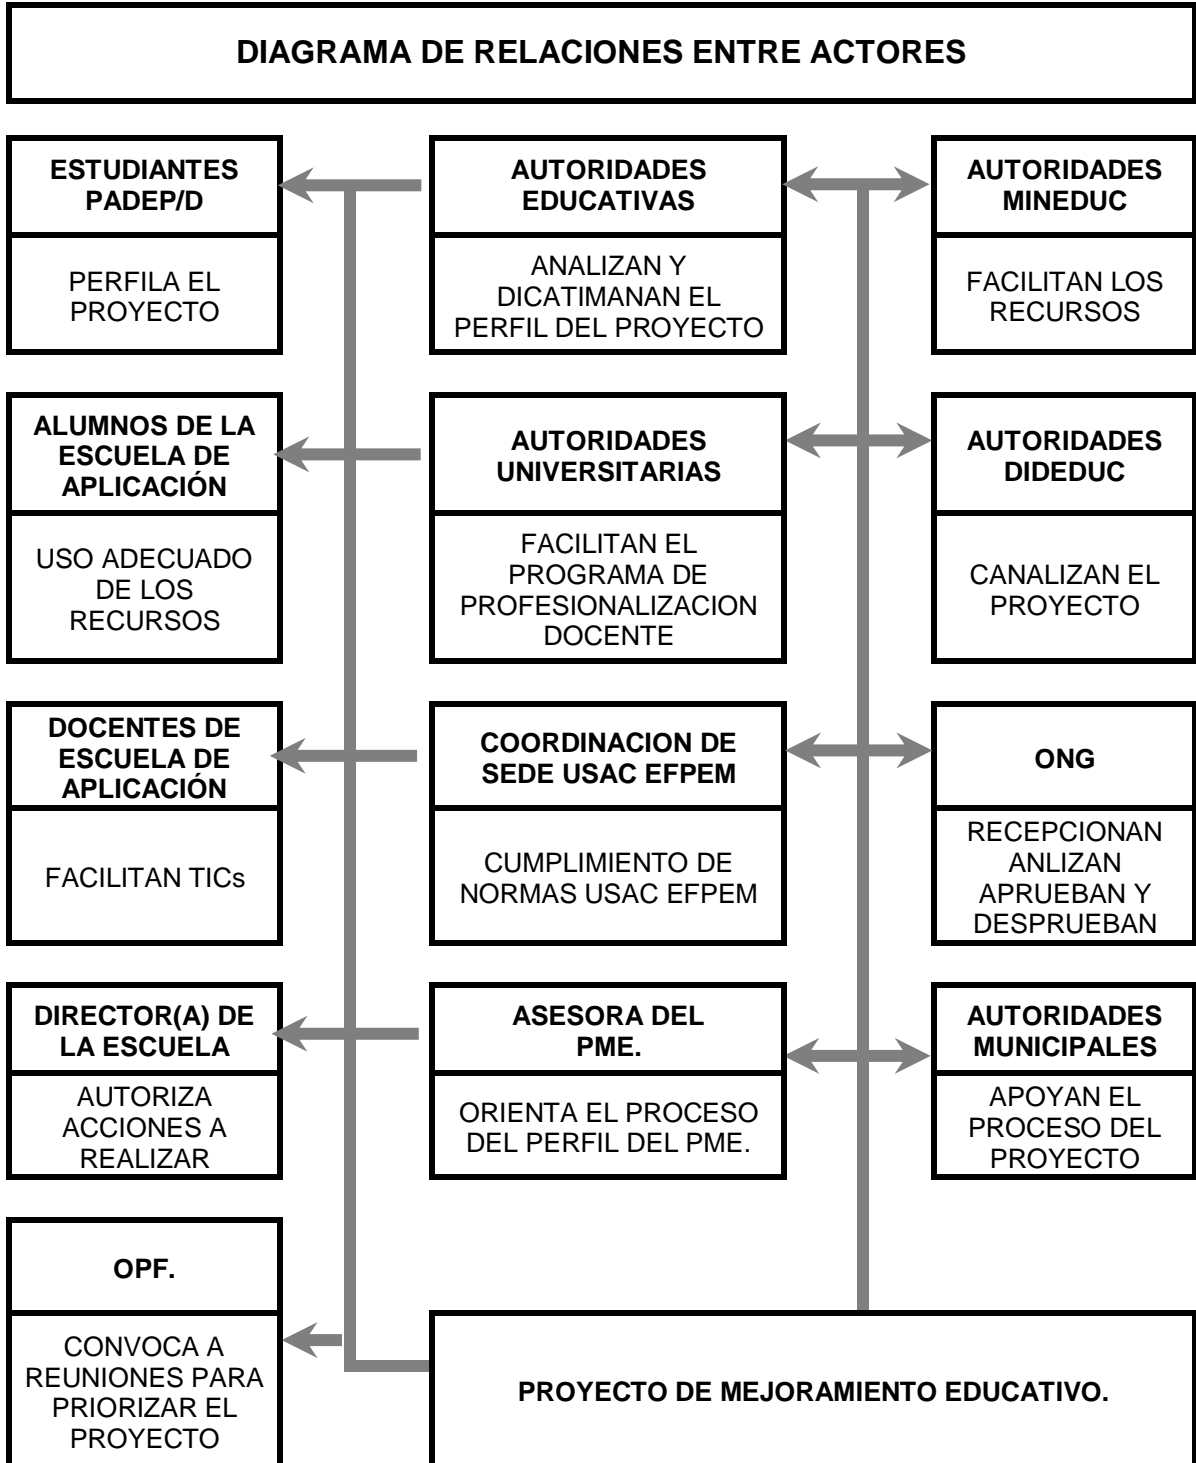 DIAGRAMA DE RELACIONES ENTRE ACTORES
ESTUDIANTES
PADEP/D
PERFILA EL
PROYECTO
AUTORIDADES
EDUCATIVAS
ANALIZAN Y
DICATIMANAN EL
PERFIL DEL PROYECTO
AUTORIDADES
MINEDUC
FACILITAN LOS
RECURSOS
ALUMNOS DE LA
ESCUELA DE
APLICACIÓN
USO ADECUADO
DE LOS
RECURSOS
AUTORIDADES
UNIVERSITARIAS
FACILITAN EL
PROGRAMA DE
PROFESIONALIZACION
DOCENTE
AUTORIDADES
DIDEDUC
CANALIZAN EL
PROYECTO
DOCENTES DE
ESCUELA DE
APLICACIÓN
FACILITAN TICs
COORDINACION DE
SEDE USAC EFPEM
CUMPLIMIENTO DE
NORMAS USAC EFPEM
ONG
RECEPCIONAN
ANLIZAN
APRUEBAN Y
DESPRUEBAN
DIRECTOR(A) DE
LA ESCUELA
AUTORIZA
ACCIONES A
REALIZAR
ASESORA DEL
PME.
ORIENTA EL PROCESO
DEL PERFIL DEL PME.
AUTORIDADES
MUNICIPALES
APOYAN EL
PROCESO DEL
PROYECTO
OPF.
CONVOCA A
REUNIONES PARA
PRIORIZAR EL
PROYECTO
PROYECTO DE MEJORAMIENTO EDUCATIVO.